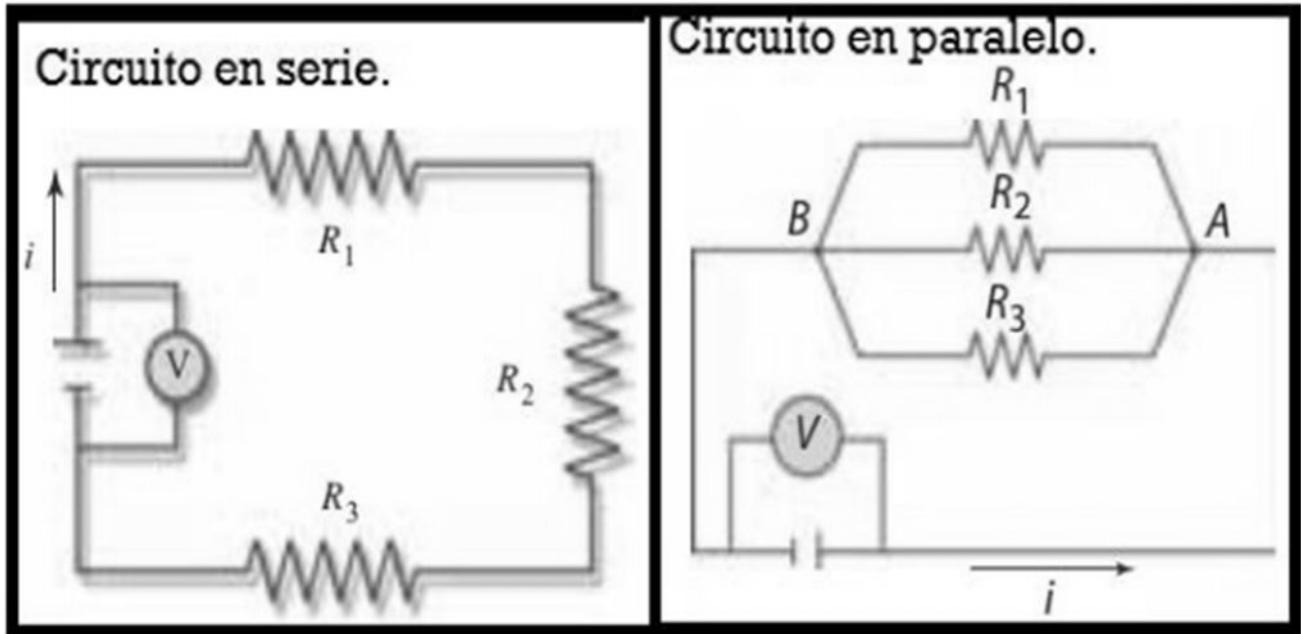 Circuito en serie.
i
R1
V
R2
R3
Circuito en paralelo.
R1
B
R2
A
R3
V
i